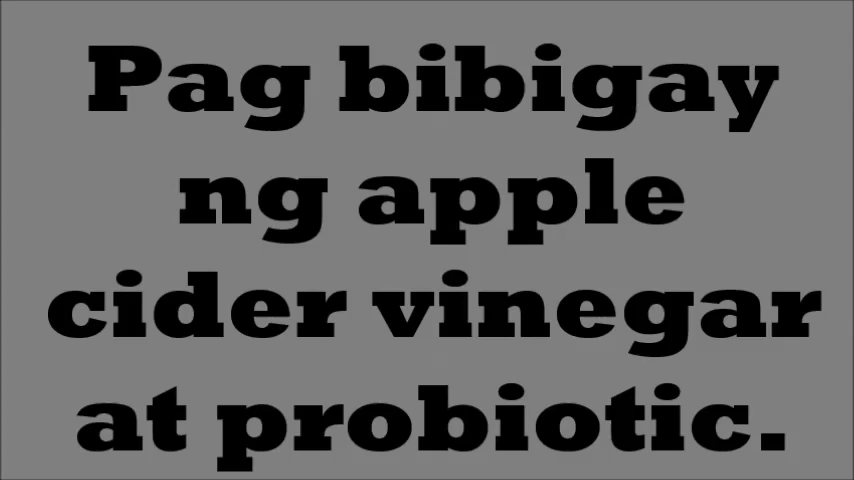 Pag bibigay
ng apple
cider vinegar
at probiotic.